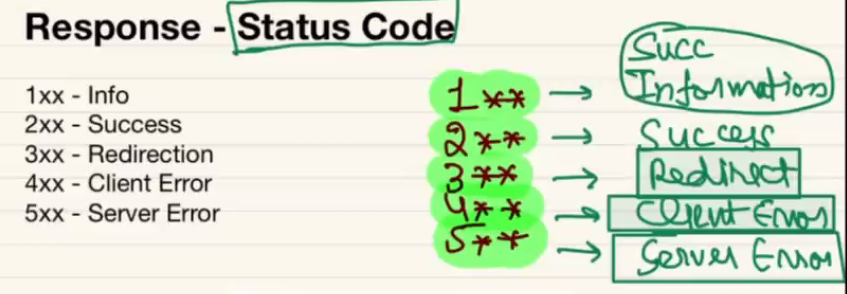 Response - Status Code
1xx - Info
2xx - Success
3xx - Redirection
4xx - Client Error
5xx - Server Error
1** → Succ
Information
2** → Success
3** → Redirect
4** → Client Error
5** → Server Error